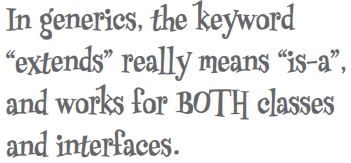 In generics, the keyword
“extends” really means “is-a”,
and works for BOTH classes
and interfaces.